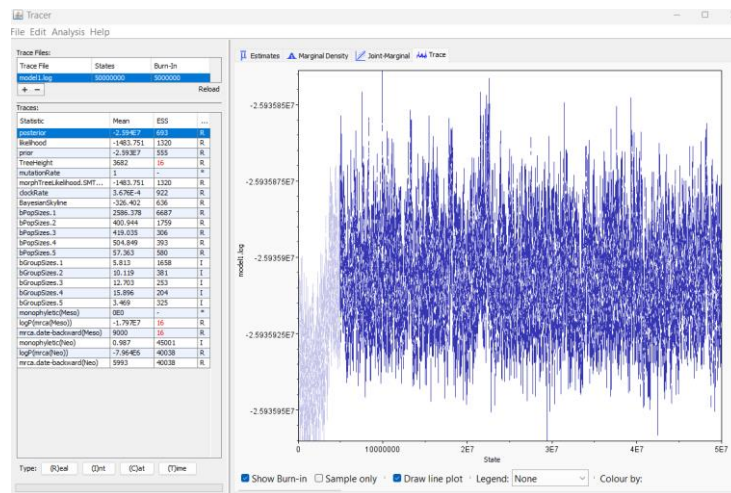 Tracer
File Edit Analysis Help
Trace Files:
Trace File States Burn-In
model1.log 50000000 5000000
+ - Reload
Traces:
Statistic Mean ESS ...
posterior -2.594E7 693 R
likelihood -1483.751 1320 R
prior -2.593E7 555 R
TreeHeight 3682 16 R
mutationRate 1 - *
morphTreeLikelihood.SMT... -1483.751 1320 R
clockRate 3.676E-4 922 R
BayesianSkyline -326.402 636 R
bPopSizes.1 2586.378 6687 R
bPopSizes.2 400.944 1759 R
bPopSizes.3 419.035 306 R
bPopSizes.4 504.849 393 R
bPopSizes.5 57.363 580 R
bGroupSizes.1 5.813 1658 I
bGroupSizes.2 10.119 381 I
bGroupSizes.3 12.703 253 I
bGroupSizes.4 15.896 204 I
bGroupSizes.5 3.469 325 I
monophyletic(Meso) 0E0 - *
logP(mrca(Meso)) -1.797E7 16 R
mrca.date-backward(Meso) 9000 16 R
monophyletic(Neo) 0.987 45001 I
logP(mrca(Neo)) -7.964E6 40038 R
mrca.date-backward(Neo) 5993 40038 R
Type: (R)eal (I)nt (C)at (T)ime
Estimates Marginal Density Joint-Marginal Trace
-2.593585E7
-2.5935875E7
-2.59359E7
-2.5935925E7
-2.593595E7
model1.log
0 10000000 2E7 3E7 4E7 5E7
State
Show Burn-in Sample only Draw line plot Legend: None Colour by: